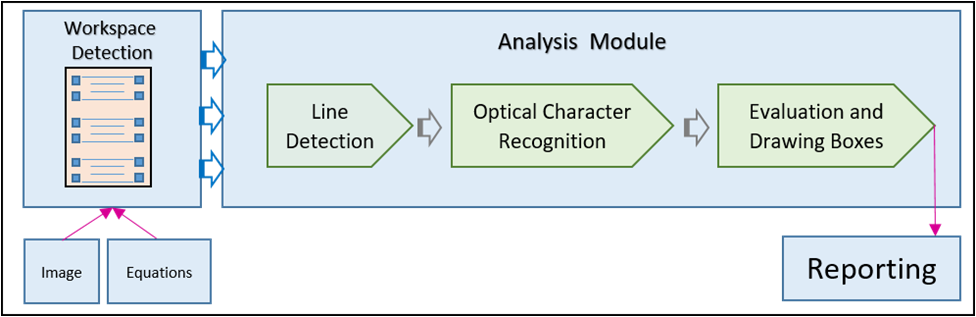 Workspace
Detection
Analysis Module
Line
Detection
Optical Character
Recognition
Evaluation and
Drawing Boxes
Image
Equations
Reporting